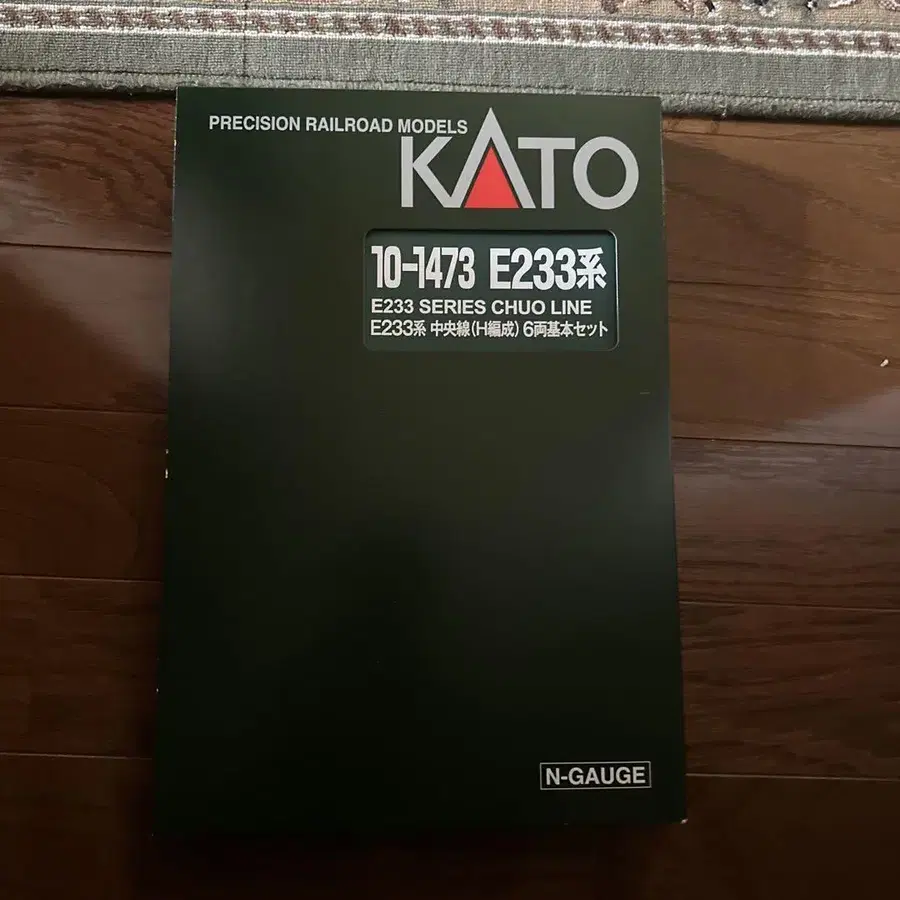 PRECISION RAILROAD MODELS
KATO
10-1473 E233系
E233 SERIES CHUO LINE
E233系 中央線(H編成) 6両基本セット
N-GAUGE